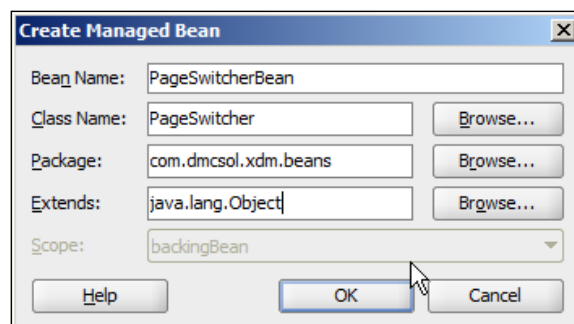 Create Managed Bean
Bean Name: PageSwitcherBean
Class Name: PageSwitcher Browse...
Package: com.dmcsol.xdm.beans Browse...
Extends: java.lang.Object Browse...
Scope: backingBean
Help OK Cancel